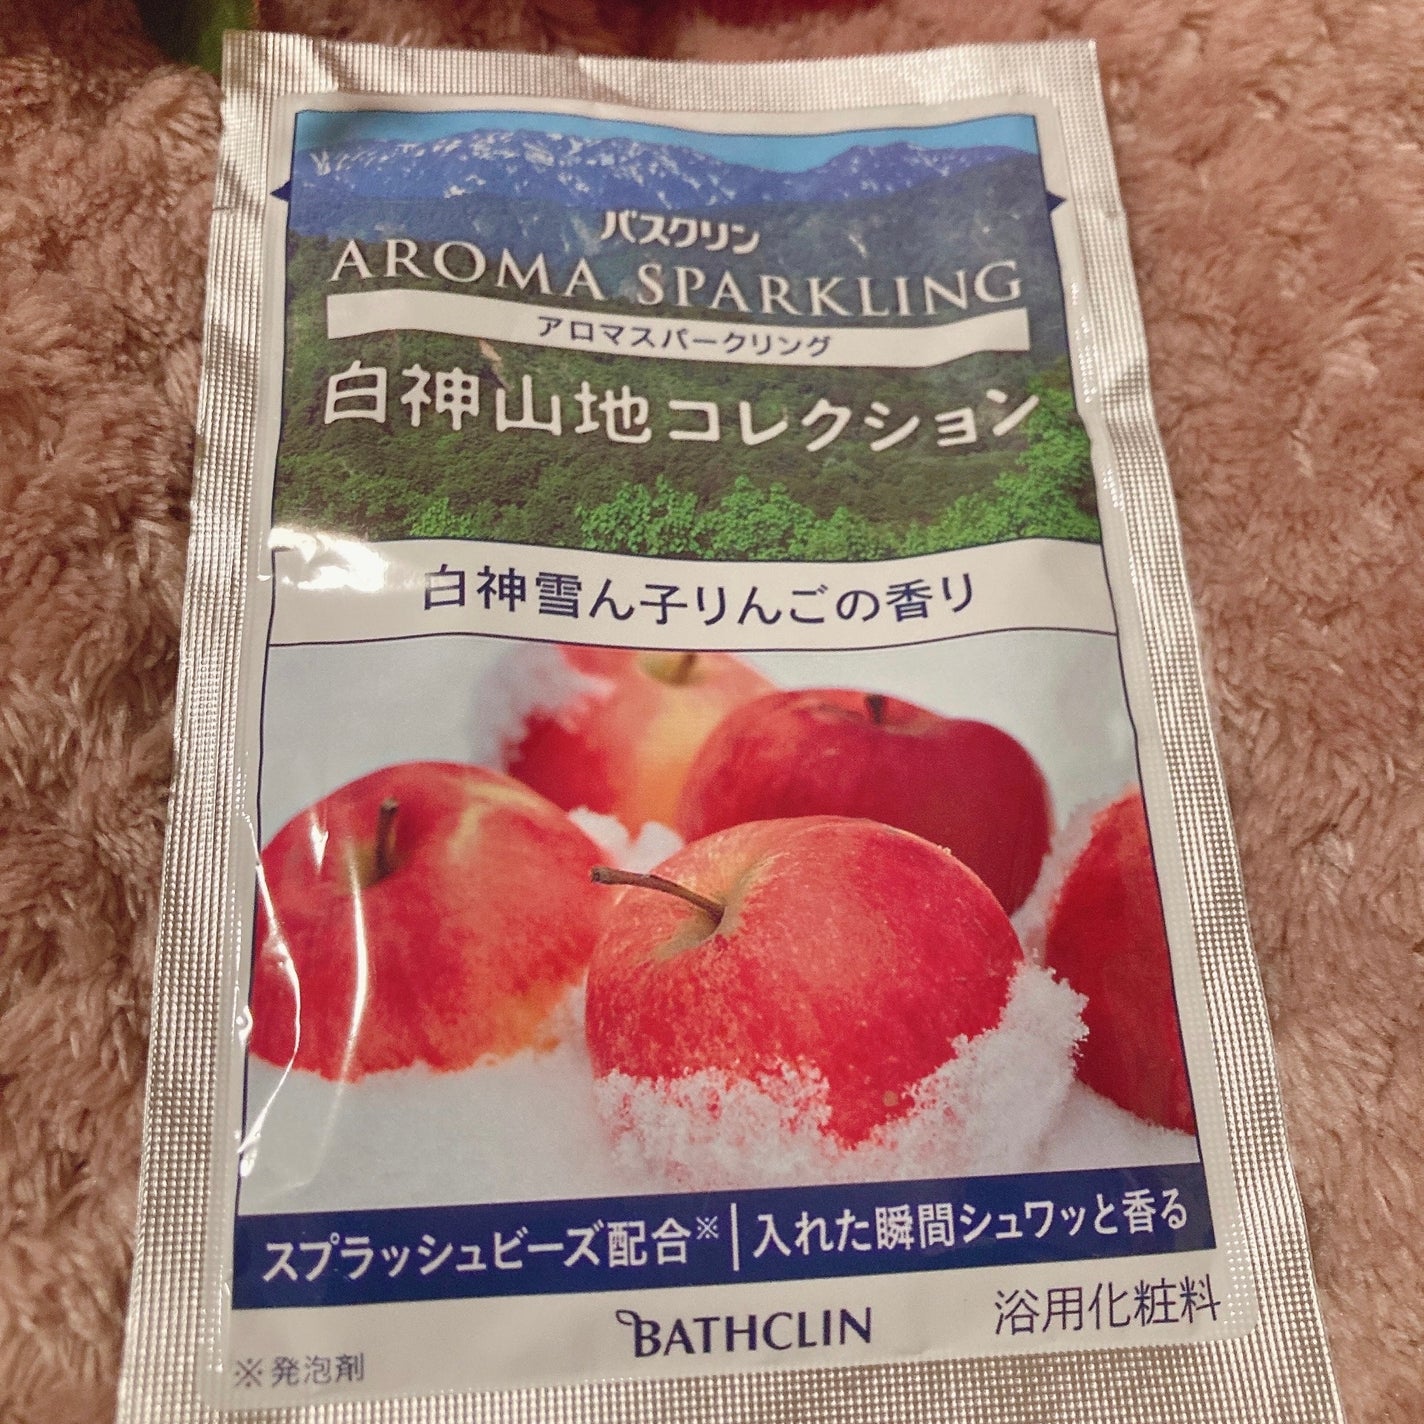 バスクリン
AROMA SPARKLING
アロマスパークリング
白神山地コレクション
白神雪ん子りんごの香り
スプラッシュビーズ配合※ | 入れた瞬間シュワッと香る
BATHCLIN
浴用化粧料
※発泡剤